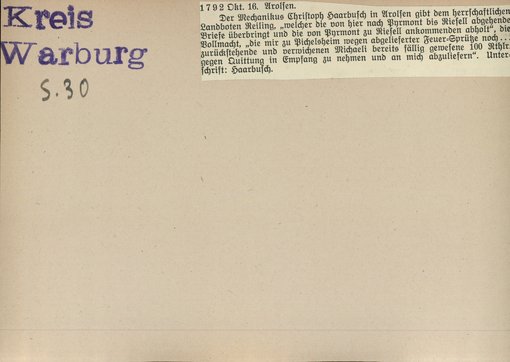 Kreis
Warburg
S. 30
1792 Okt. 16. Arolsen.
Der Mechanikus Christoph Haarbusch in Arolsen gibt dem herrschaftlichen
Landboten Reiling, „welcher die von hier nach Pyrmont bis Riesell abgehende
Briefe überbringt und die von Pyrmont zu Riesell ankommenden abholt“, die
Vollmacht, „die mir zu Pichelsheim wegen abgelieferter Feuer-Sprütze noch ...
zurückstehende und verwichenen Michaeli bereits fällig gewesene 100 Rthlr
gegen Quittung in Empfang zu nehmen und an mich abzuliefern“. Unter-
schrift: Haarbusch.